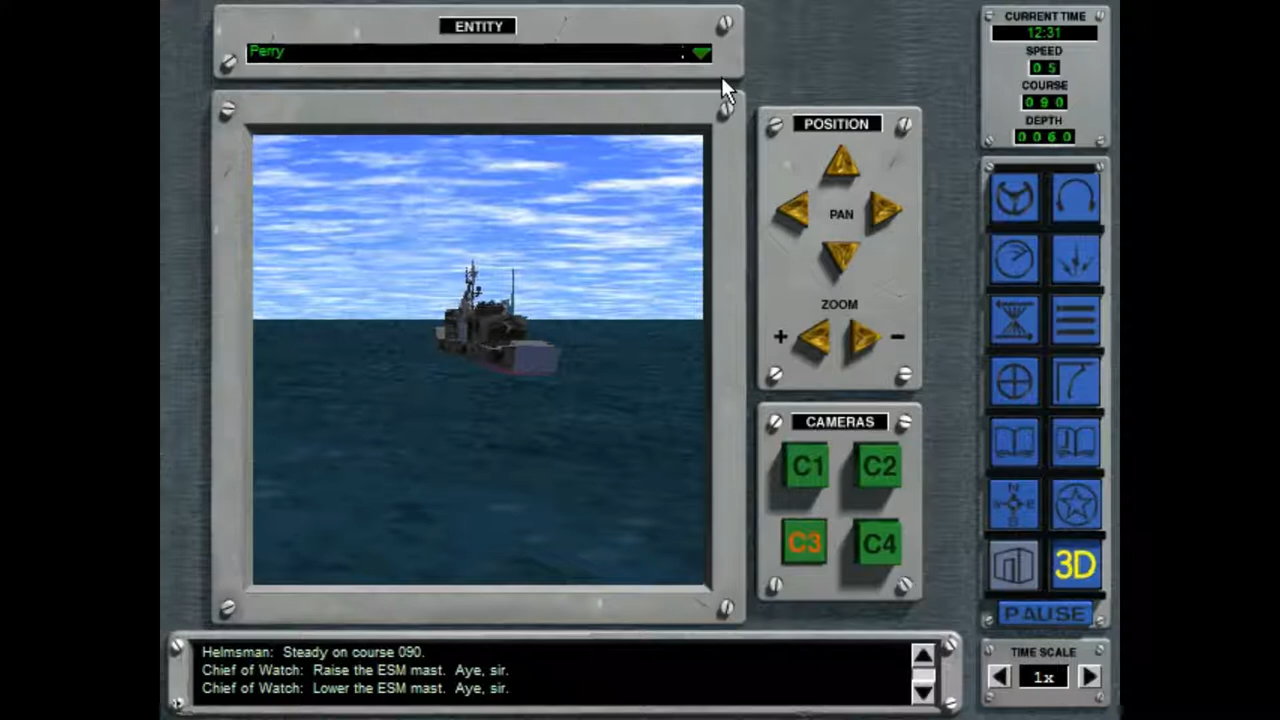 ENTITY
Perry
CURRENT TIME
12:31
SPEED
05
COURSE
090
DEPTH
0060
POSITION
PAN
ZOOM
+ -
CAMERAS
C1 C2
C3 C4
N
W E
S
3D
PAUSE
TIME SCALE
1x
Helmsman: Steady on course 090.
Chief of Watch: Raise the ESM mast. Aye, sir.
Chief of Watch: Lower the ESM mast. Aye, sir.